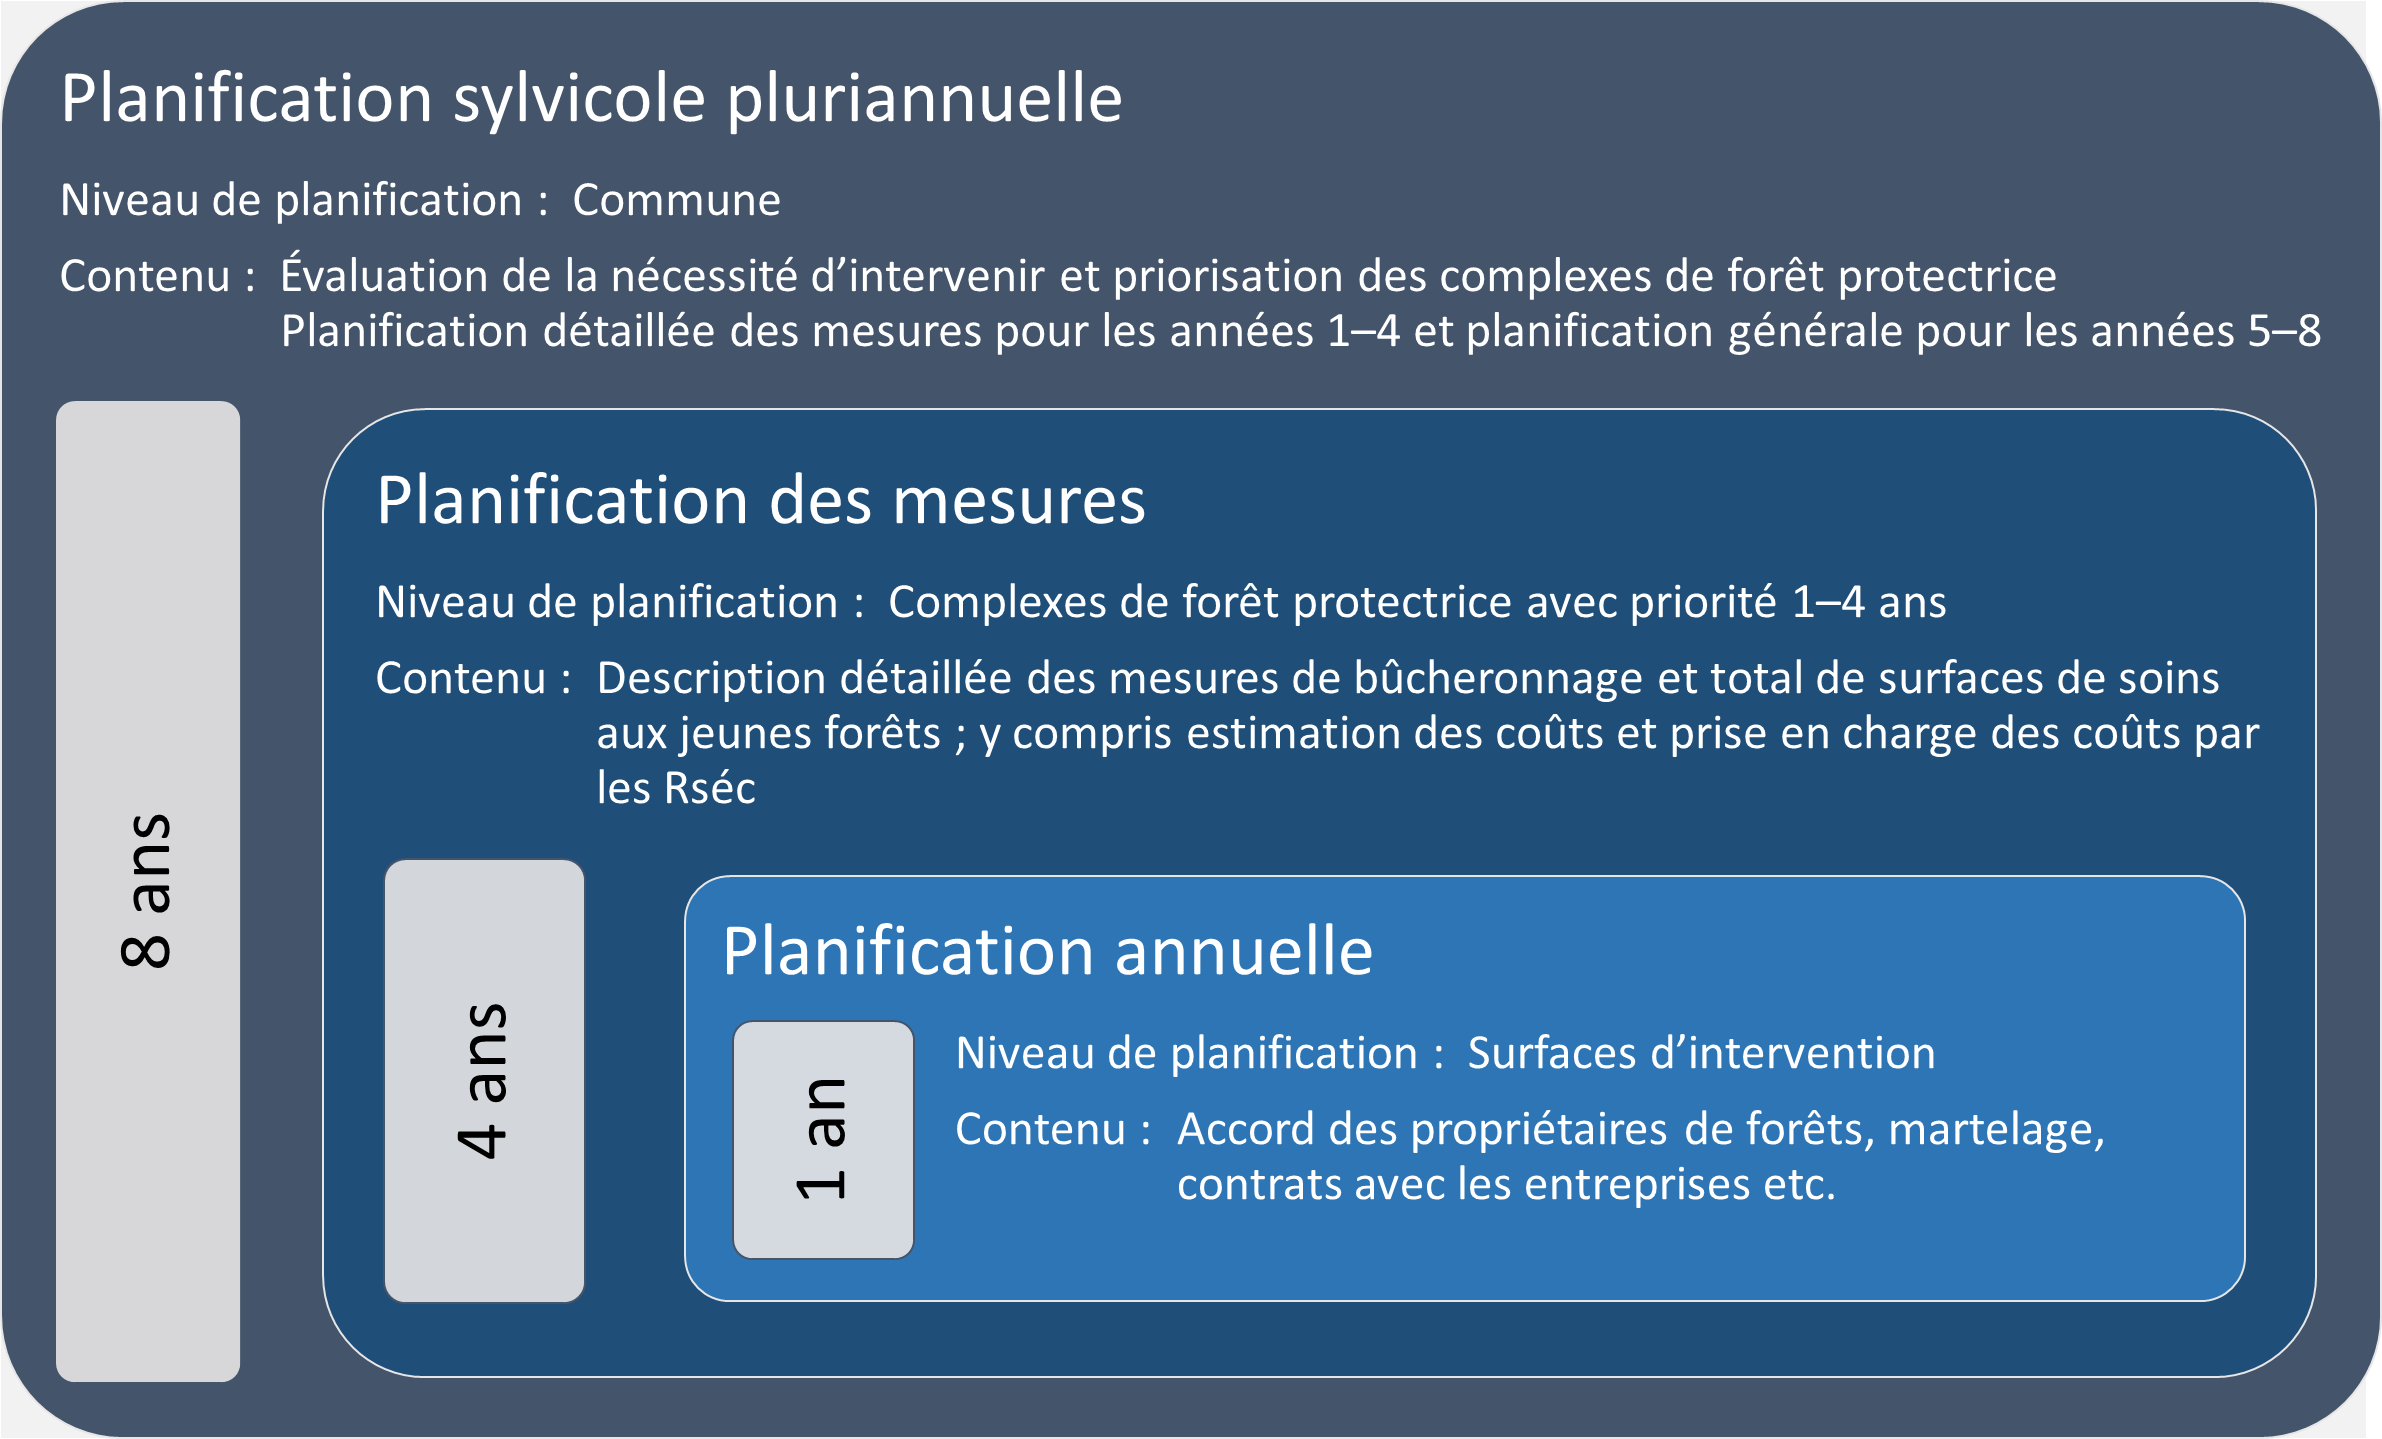 Planification sylvicole pluriannuelle
Niveau de planification : Commune
Contenu : Évaluation de la nécessité d’intervenir et priorisation des complexes de forêt protectrice
Planification détaillée des mesures pour les années 1–4 et planification générale pour les années 5–8
8 ans
Planification des mesures
Niveau de planification : Complexes de forêt protectrice avec priorité 1–4 ans
Contenu : Description détaillée des mesures de bûcheronnage et total de surfaces de soins
aux jeunes forêts ; y compris estimation des coûts et prise en charge des coûts par
les Rséc
4 ans
Planification annuelle
1 an
Niveau de planification : Surfaces d’intervention
Contenu : Accord des propriétaires de forêts, martelage,
contrats avec les entreprises etc.